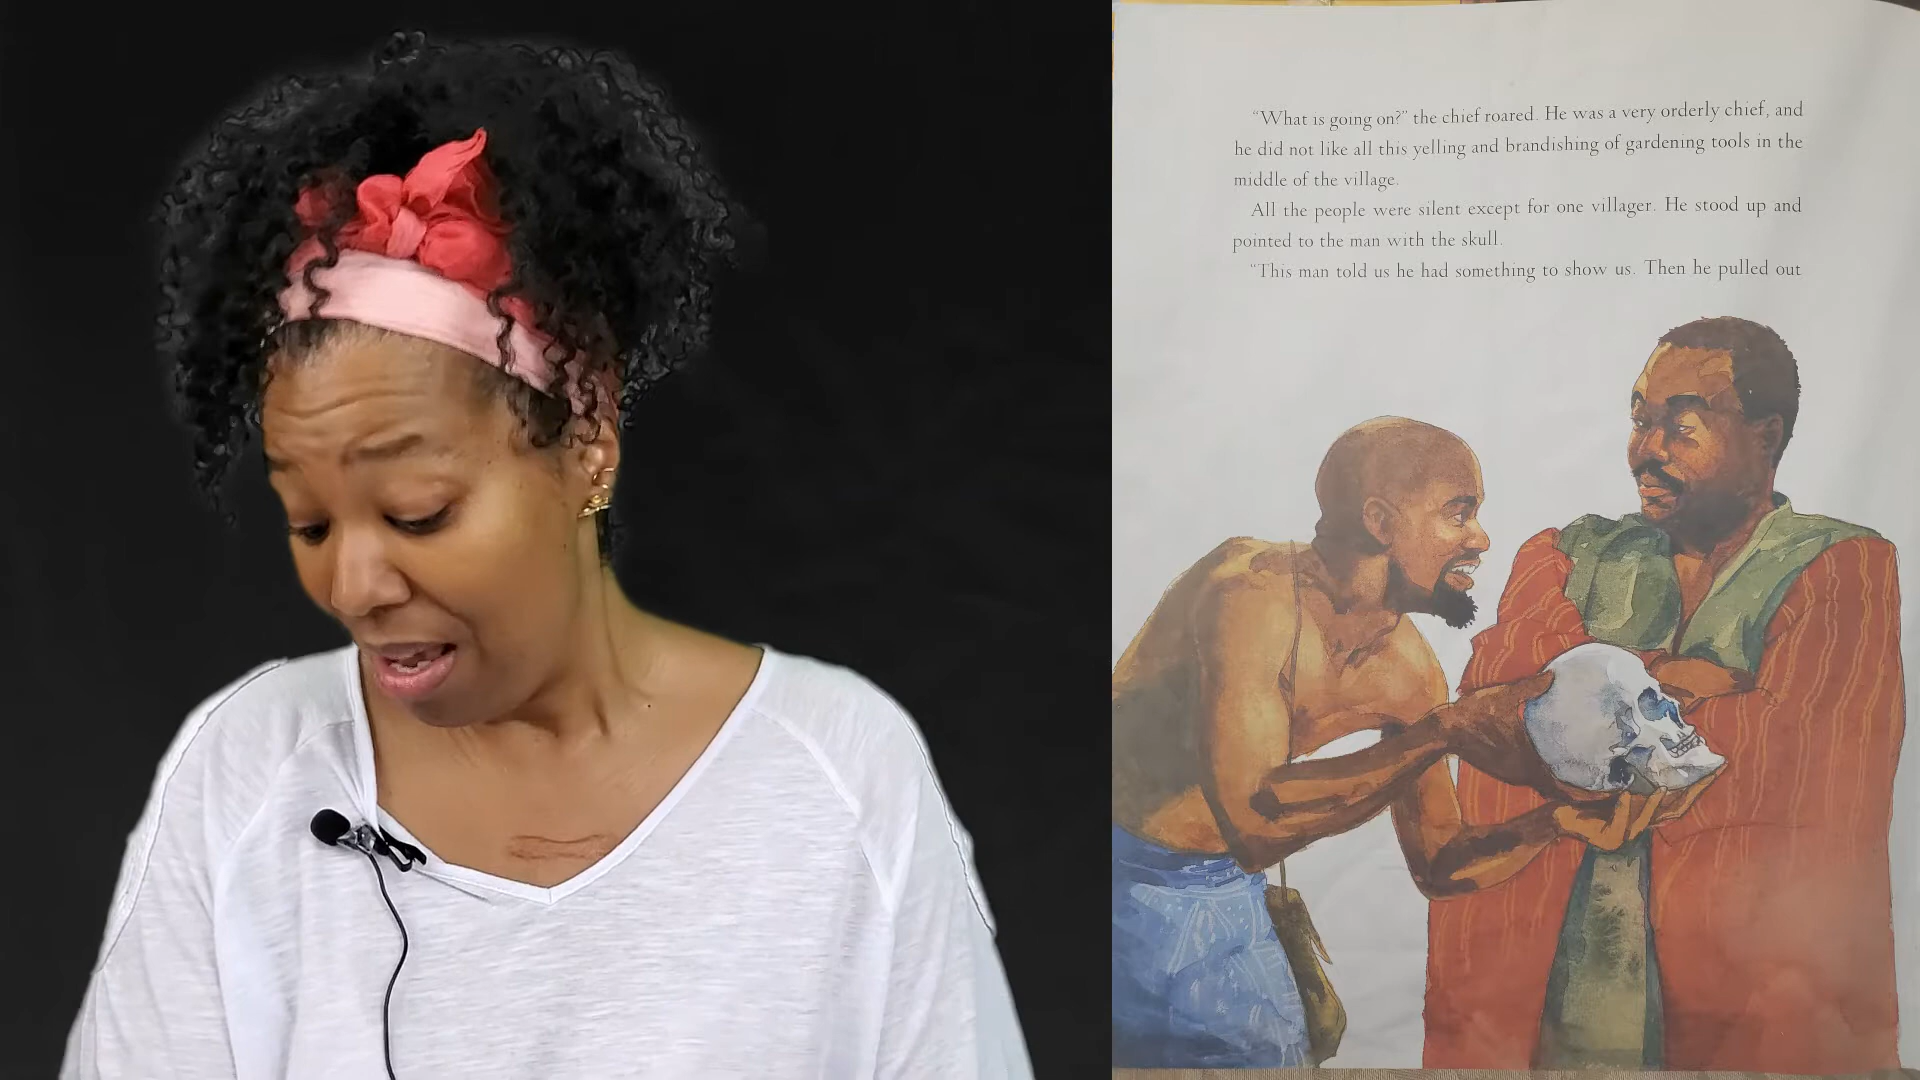 “What is going on?” the chief roared. He was a very orderly chief, and
he did not like all this yelling and brandishing of gardening tools in the
middle of the village.
All the people were silent except for one villager. He stood up and
pointed to the man with the skull.
“This man told us he had something to show us. Then he pulled out